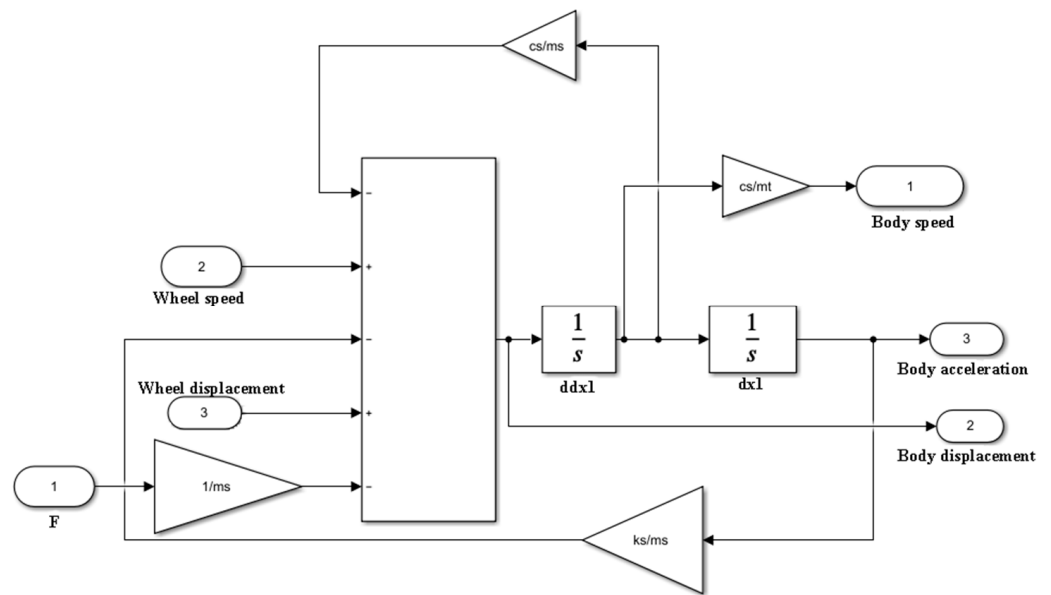 cs/ms
−
cs/mt
1
Body speed
2
+
Wheel speed
−
1
s
ddx1
1
s
dx1
3
Body acceleration
Wheel displacement
3
+
2
Body displacement
1
F
1/ms
−
ks/ms